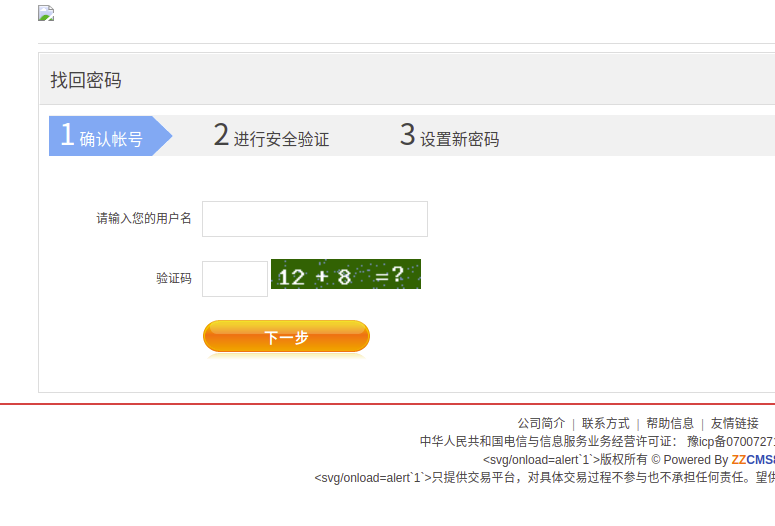 找回密码
1 确认帐号 2 进行安全验证 3 设置新密码
请输入您的用户名
验证码 12 + 8 =?
下一步
公司简介 | 联系方式 | 帮助信息 | 友情链接
中华人民共和国电信与信息服务业务经营许可证: 豫icp备0700727
<svg/onload=alert`1`>版权所有 © Powered By ZZCMS8
<svg/onload=alert`1`>只提供交易平台，对具体交易过程不参与也不承担任何责任。望供